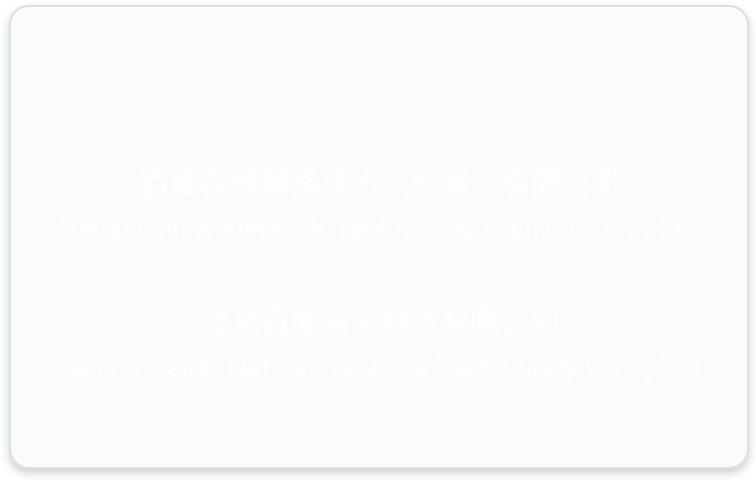 百度在线网络技术（北京）有限公司
Baidu Online Network Technology (Beijing)Co . , Ltd
北京百度网讯科技有限公司
Beijing Baidu Netcom Science Technology Co . , Ltd